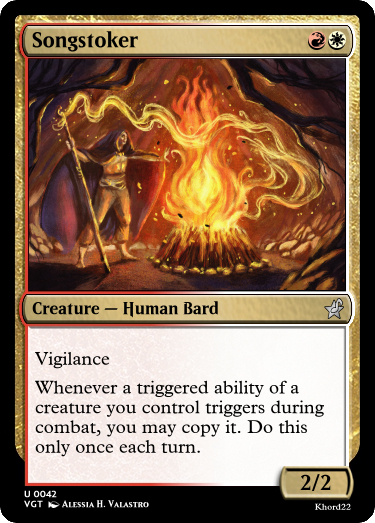 Songstoker
Creature — Human Bard
Vigilance
Whenever a triggered ability of a
creature you control triggers during
combat, you may copy it. Do this
only once each turn.
2/2
U 0042
VGT Alessia H. Valastro
Khord22